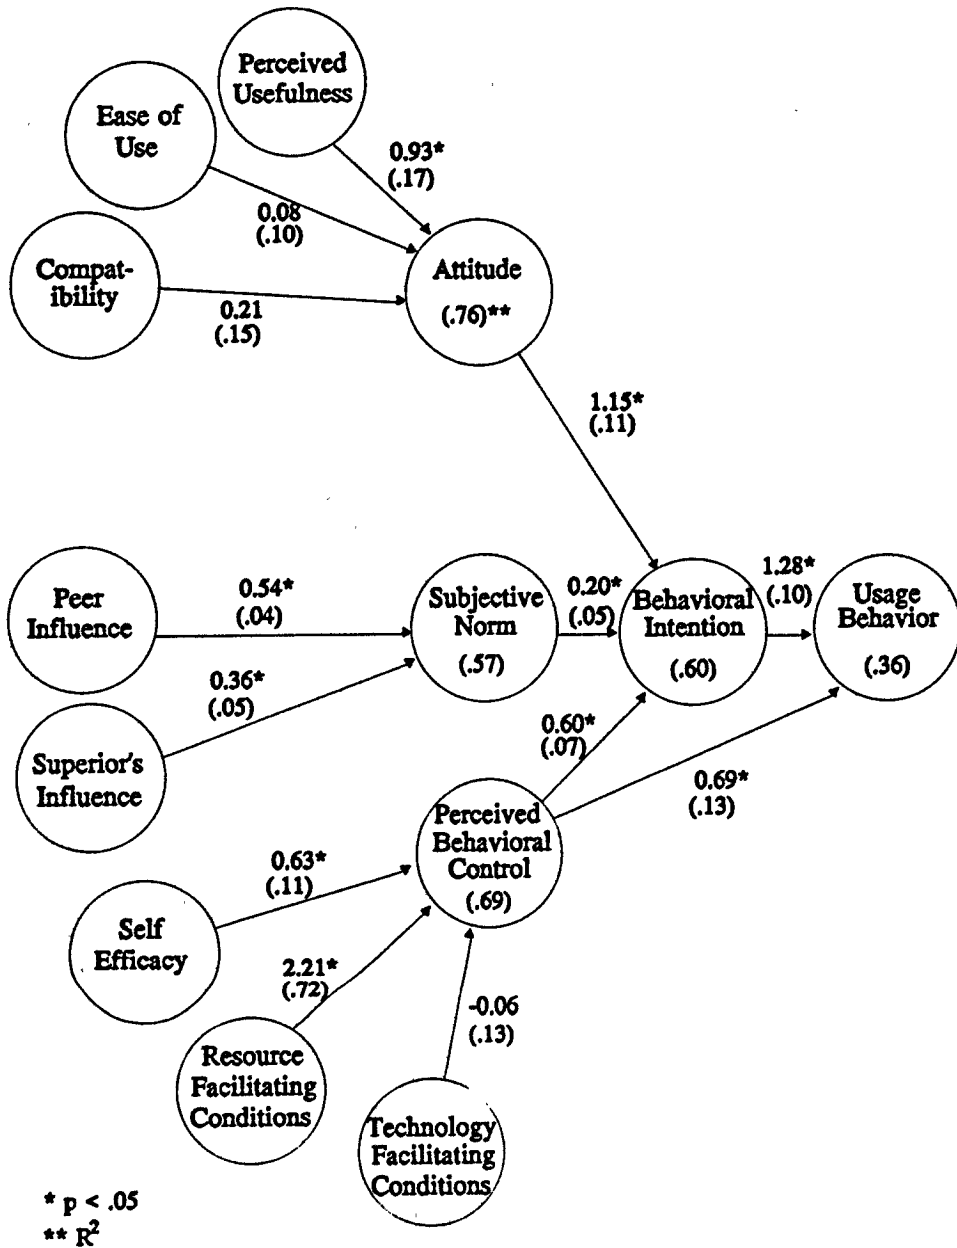 Perceived
Usefulness
Ease of
Use
0.93*
(.17)
0.08
(.10)
Compat-
ibility
0.21
(.15)
Attitude
(.76)**
1.15*
(.11)
Peer
Influence
0.54*
(.04)
Subjective
Norm
(.57)
0.20*
(.05)
Behavioral
Intention
(.60)
1.28*
(.10)
Usage
Behavior
(.36)
0.36*
(.05)
Superior's
Influence
0.60*
(.07)
0.69*
(.13)
Perceived
Behavioral
Control
(.69)
0.63*
(.11)
Self
Efficacy
2.21*
(.72)
-0.06
(.13)
Resource
Facilitating
Conditions
Technology
Facilitating
Conditions
* p < .05
** R²